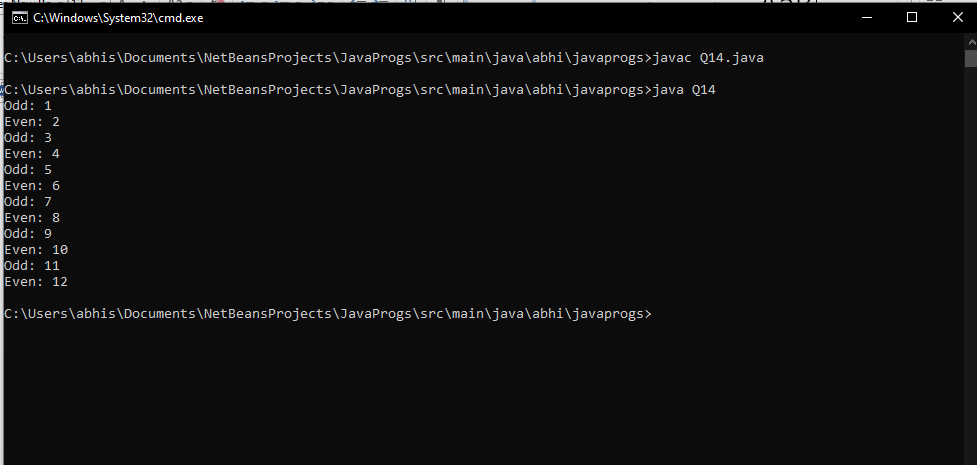 C:\Windows\System32\cmd.exe
C:\Users\abhis\Documents\NetBeansProjects\JavaProgs\src\main\java\abhi\javaprogs>javac Q14.java
C:\Users\abhis\Documents\NetBeansProjects\JavaProgs\src\main\java\abhi\javaprogs>java Q14
Odd: 1
Even: 2
Odd: 3
Even: 4
Odd: 5
Even: 6
Odd: 7
Even: 8
Odd: 9
Even: 10
Odd: 11
Even: 12
C:\Users\abhis\Documents\NetBeansProjects\JavaProgs\src\main\java\abhi\javaprogs>